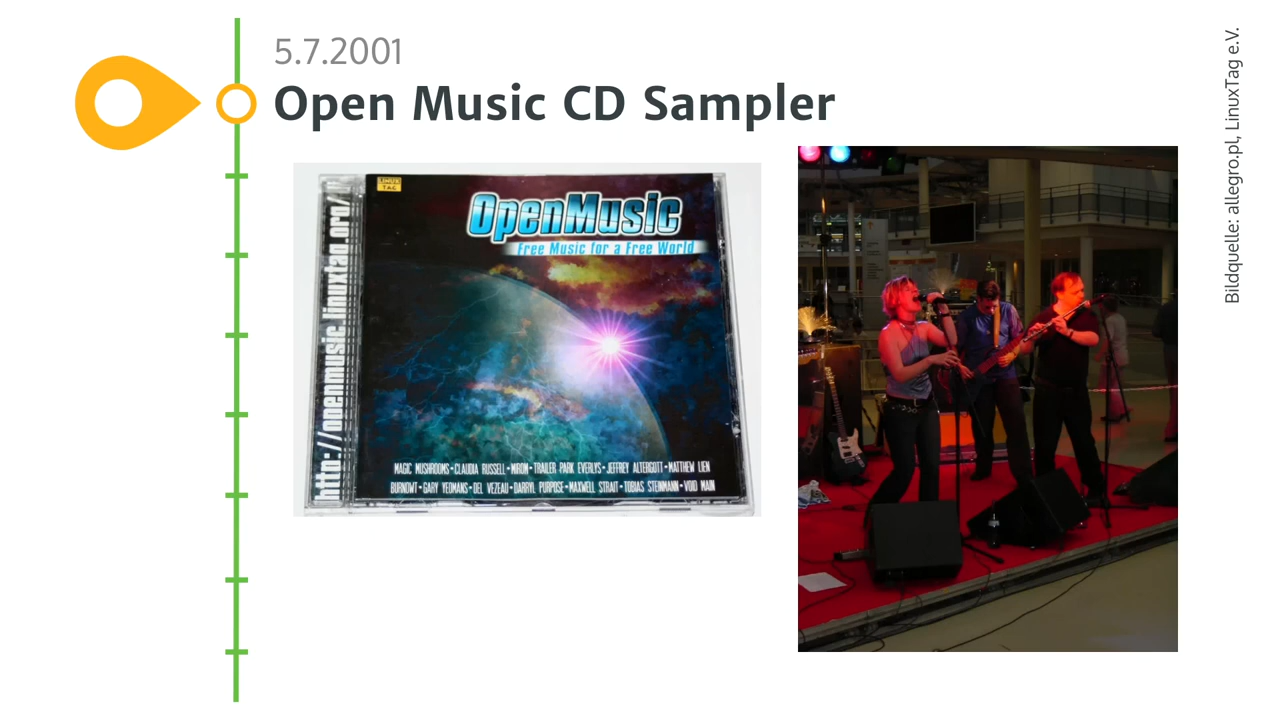 5.7.2001
Open Music CD Sampler
Bildquelle: allegro.pl, LinuxTag e.V.
LINUX
TAG
OpenMusic
Free Music for a Free World
http://openmusic.linuxtag.org/
MAGIC MUSHROOMS • CLAUDIA RUSSELL • MIRON • TRAILER PARK EVERLYS • JEFFREY ALTERGOTT • MATTHEW LIEN
BURNOWT • GARY YEOMANS • DEL VEZEAU • DARRYL PURPOSE • MAXWELL STRAIT • TOBIAS STEINMANN • VOID MAIN